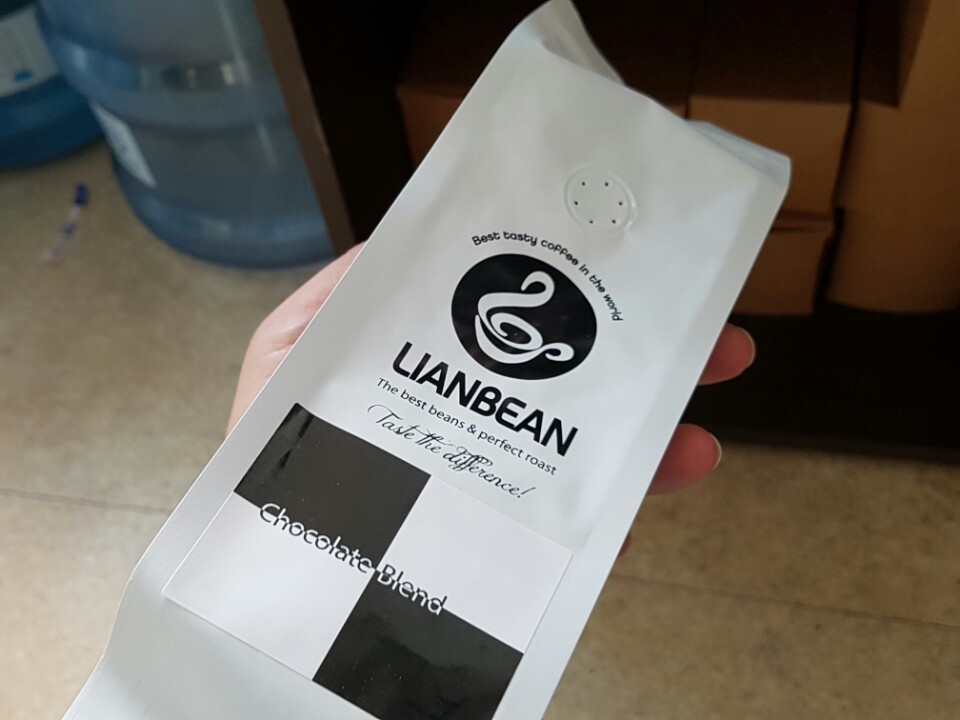 Best tasty coffee in the world
LIANBEAN
The best beans & perfect roast
Taste the difference!
Chocolate Blend